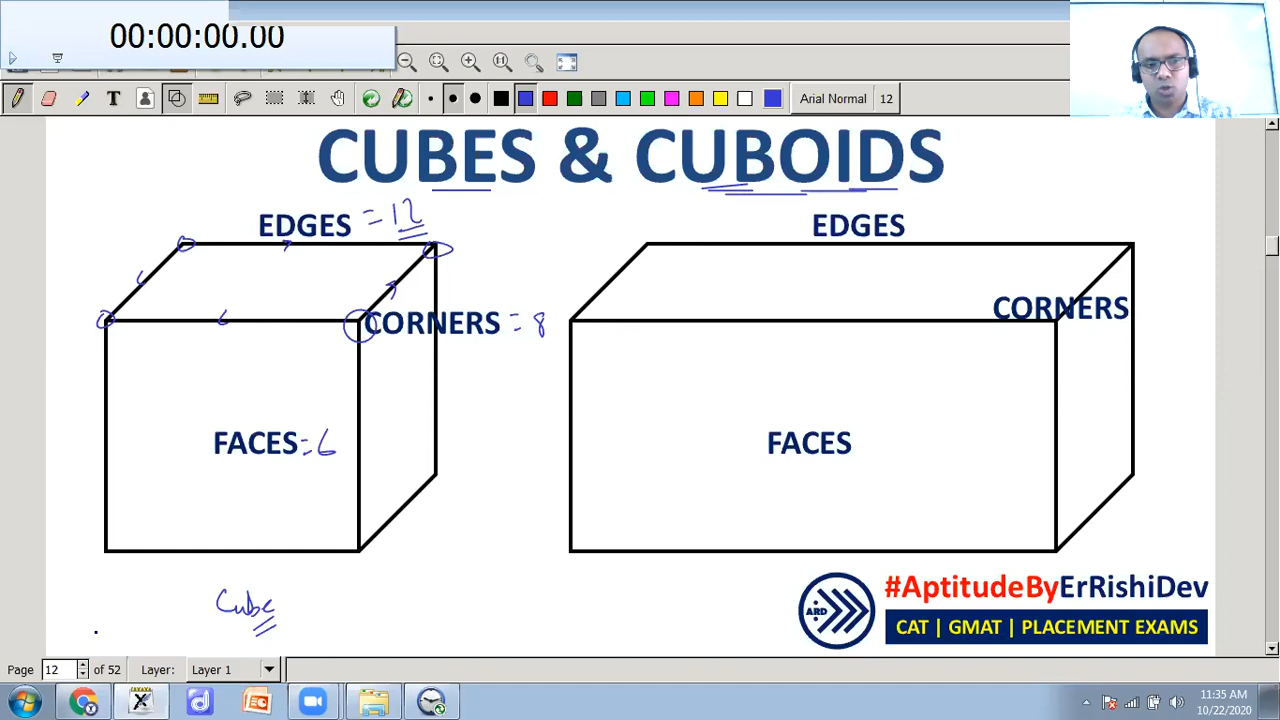 00:00:00.00
T
Arial Normal 12
CUBES & CUBOIDS
EDGES = 12
EDGES
CORNERS = 8
CORNERS
FACES = 6
FACES
Cube
ARD
#AptitudeByErRishiDev
CAT | GMAT | PLACEMENT EXAMS
Page 12 of 52 Layer: Layer 1
11:35 AM
10/22/2020